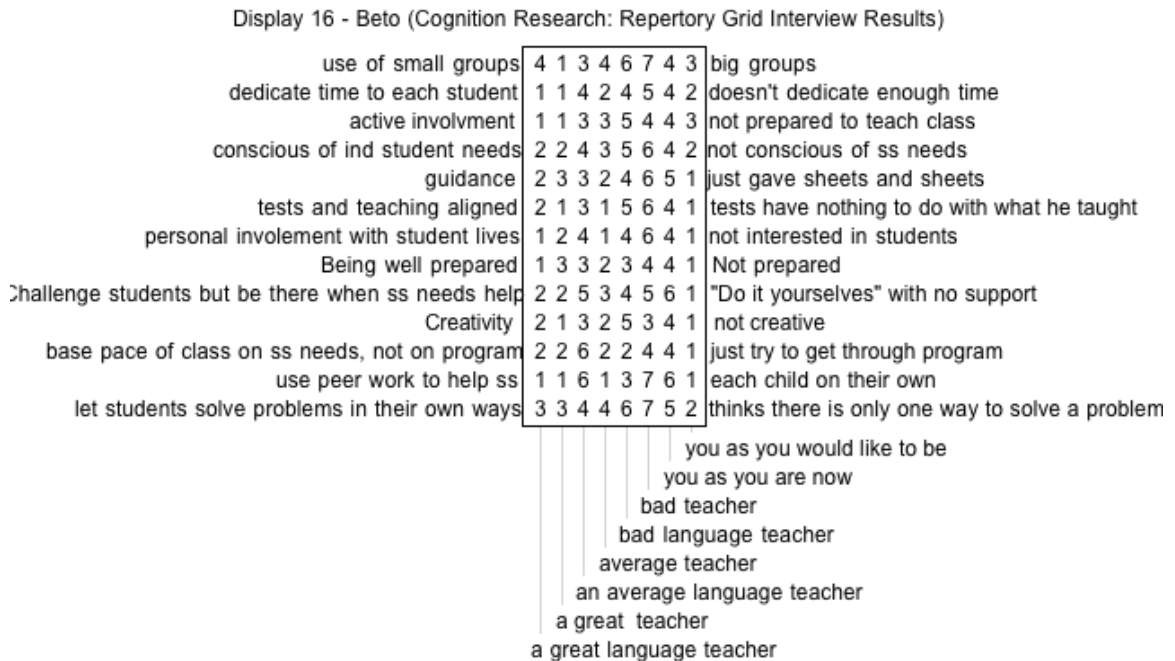 Display 16 - Beto (Cognition Research: Repertory Grid Interview Results)
use of small groups 4 1 3 4 6 7 4 3 big groups
dedicate time to each student 1 1 4 2 4 5 4 2 doesn't dedicate enough time
active involvment 1 1 3 3 5 4 4 3 not prepared to teach class
conscious of ind student needs 2 2 4 3 5 6 4 2 not conscious of ss needs
guidance 2 3 3 2 4 6 5 1 just gave sheets and sheets
tests and teaching aligned 2 1 3 1 5 6 4 1 tests have nothing to do with what he taught
personal involement with student lives 1 2 4 1 4 6 4 1 not interested in students
Being well prepared 1 3 3 2 3 4 4 1 Not prepared
Challenge students but be there when ss needs help 2 2 5 3 4 5 6 1 "Do it yourselves" with no support
Creativity 2 1 3 2 5 3 4 1 not creative
base pace of class on ss needs, not on program 2 2 6 2 2 4 4 1 just try to get through program
use peer work to help ss 1 1 6 1 3 7 6 1 each child on their own
let students solve problems in their own ways 3 3 4 4 6 7 5 2 thinks there is only one way to solve a problem
you as you would like to be
you as you are now
bad teacher
bad language teacher
average teacher
an average language teacher
a great teacher
a great language teacher